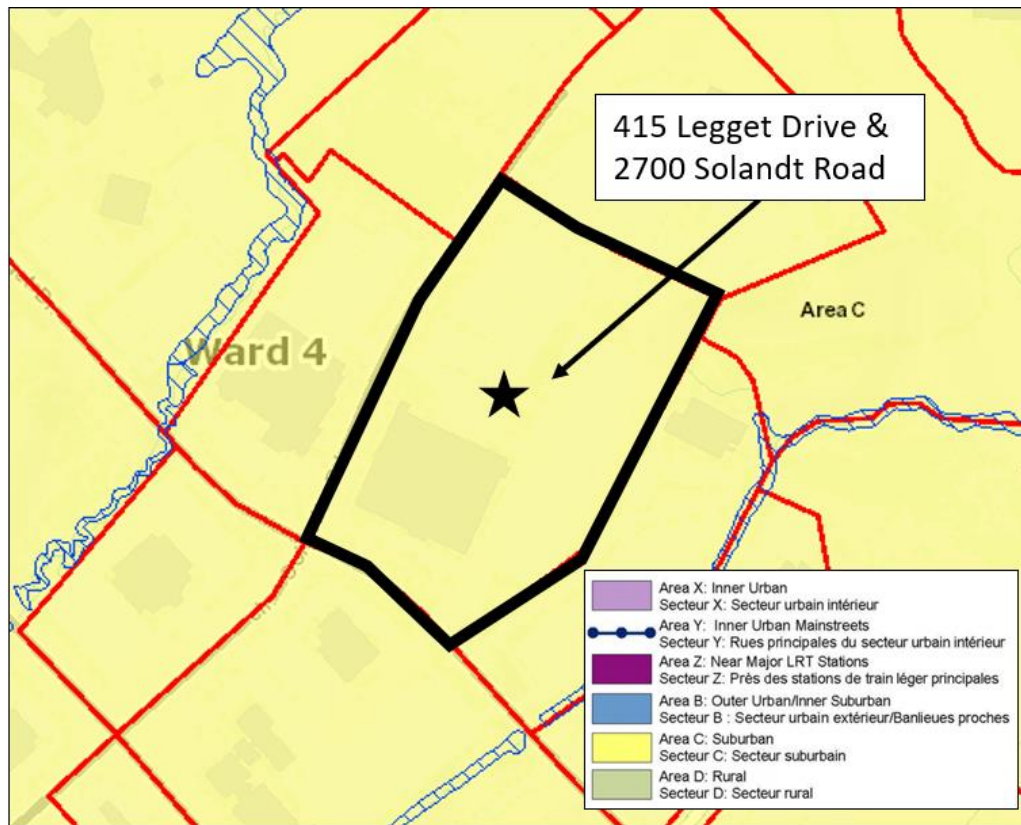 415 Legget Drive &
2700 Solandt Road
Area C
Ward 4
Area X: Inner Urban
Secteur X: Secteur urbain intérieur
Area Y:  Inner Urban Mainstreets
Secteur Y: Rues principales du secteur urbain intérieur
Area Z: Near Major LRT Stations
Secteur Z: Près des stations de train léger principales
Area B: Outer Urban/Inner Suburban
Secteur B : Secteur urbain extérieur/Banlieues proches
Area C: Suburban
Secteur C: Secteur suburbain
Area D: Rural
Secteur D: Secteur rural